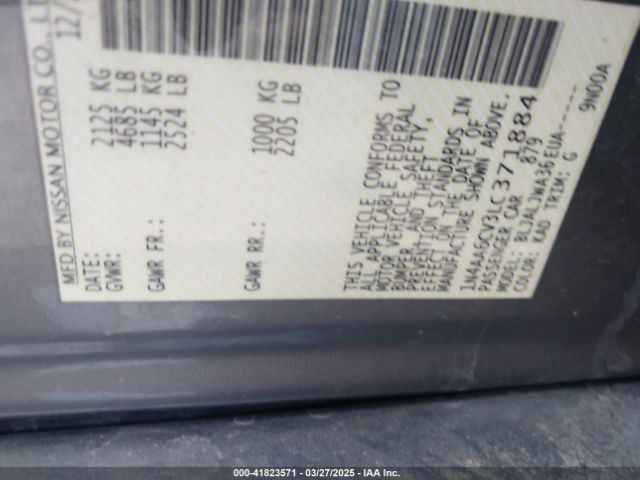 MFD BY NISSAN MOTOR CO., LT
DATE: 12/
GVWR: 2125 KG
4685 LB
GAWR FR.: 1145 KG
2524 LB
GAWR RR.: 1000 KG
2205 LB
THIS VEHICLE CONFORMS TO
ALL APPLICABLE FEDERAL
MOTOR VEHICLE SAFETY,
BUMPER, AND THEFT
PREVENTION STANDARDS IN
EFFECT ON THE DATE OF
MANUFACTURE SHOWN ABOVE.
1N4AA6CV3LC371884
PASSENGER CAR 879
MODEL: BLJALJWA36EUA-----
COLOR: KAD TRIM: G 9N00A
000-41823571 | 03/27/2025 - IAA Inc.